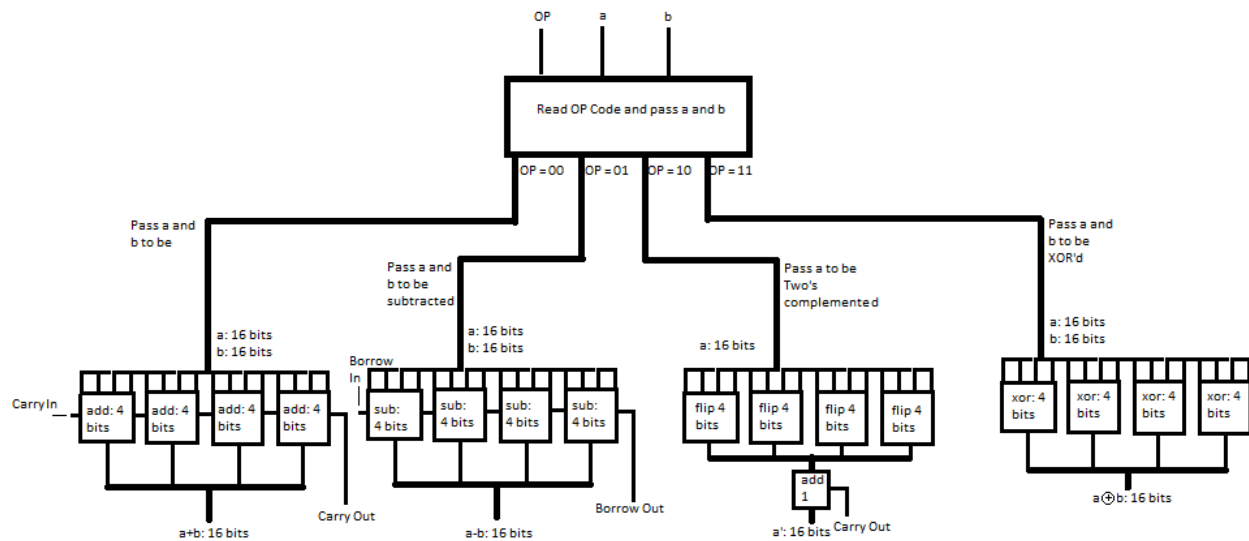 OP
a
b
Read OP Code and pass a and b
OP = 00
OP = 01
OP = 10
OP = 11
Pass a and
b to be
Pass a and
b to be
subtracted
Pass a to be
Two's
complemented
Pass a and
b to be
XOR'd
a: 16 bits
b: 16 bits
a: 16 bits
b: 16 bits
a: 16 bits
a: 16 bits
b: 16 bits
Carry In
add: 4
bits
add: 4
bits
add: 4
bits
add: 4
bits
Carry Out
a+b: 16 bits
Borrow
In
sub:
4 bits
sub:
4 bits
sub:
4 bits
sub:
4 bits
Borrow Out
a-b: 16 bits
flip 4
bits
flip 4
bits
flip 4
bits
flip 4
bits
add
1
Carry Out
a': 16 bits
xor: 4
bits
xor: 4
bits
xor: 4
bits
xor: 4
bits
a⊕b: 16 bits